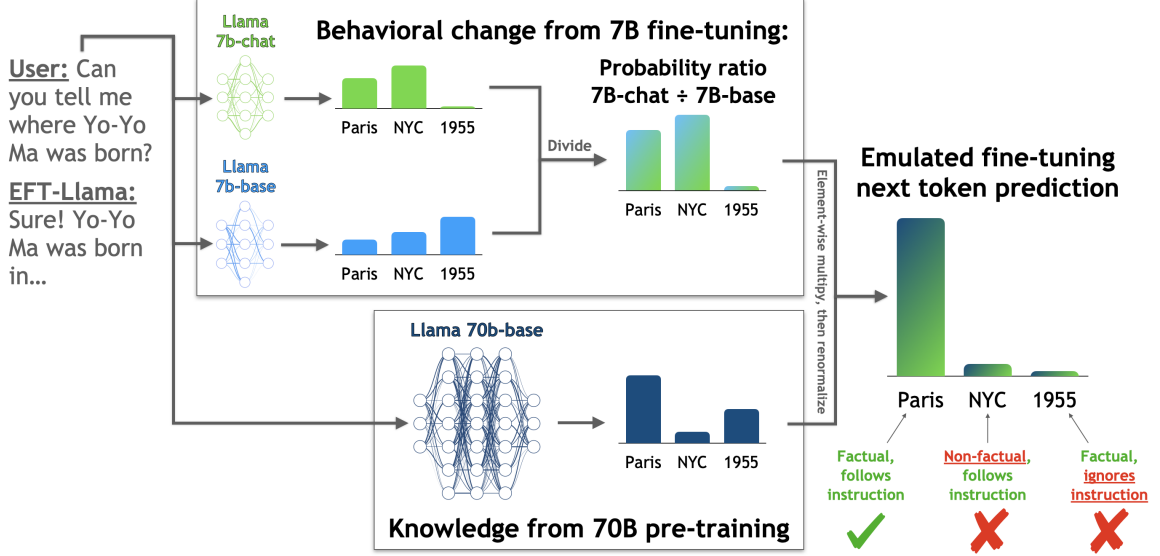 User: Can
you tell me
where Yo-Yo
Ma was born?
EFT-Llama:
Sure! Yo-Yo
Ma was born
in...
Behavioral change from 7B fine-tuning:
Llama
7b-chat
Paris NYC 1955
Llama
7b-base
Paris NYC 1955
Divide
Probability ratio
7B-chat ÷ 7B-base
Paris NYC 1955
Llama 70b-base
Paris NYC 1955
Knowledge from 70B pre-training
Element-wise multipy, then renormalize
Emulated fine-tuning
next token prediction
Paris NYC 1955
Factual,
follows
instruction
Non-factual,
follows
instruction
Factual,
ignores
instruction